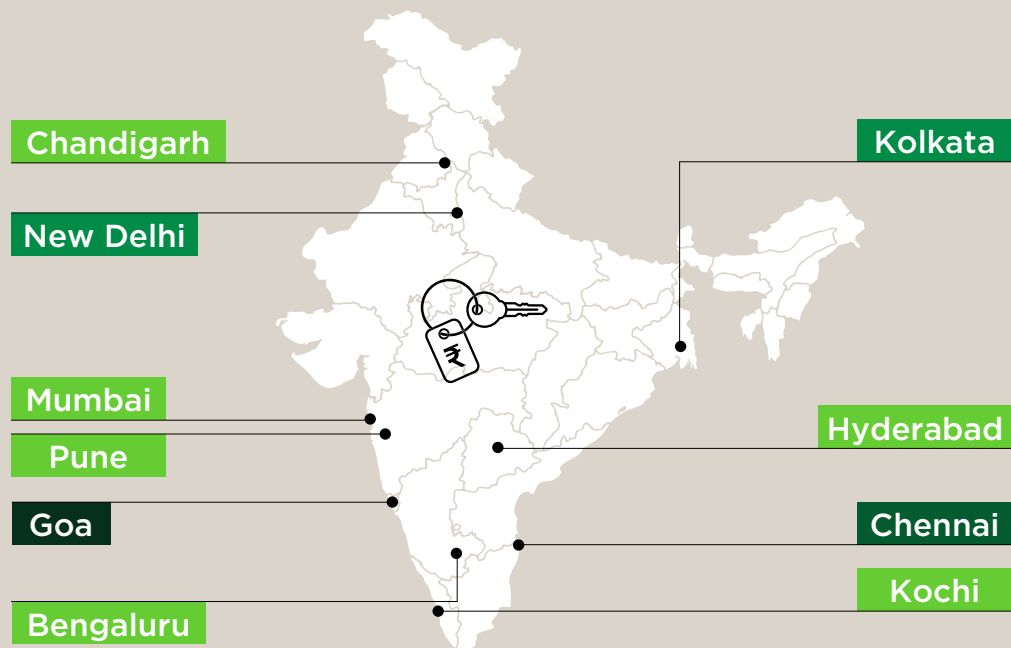 Chandigarh
Kolkata
New Delhi
₹
Mumbai
Hyderabad
Pune
Goa
Chennai
Kochi
Bengaluru